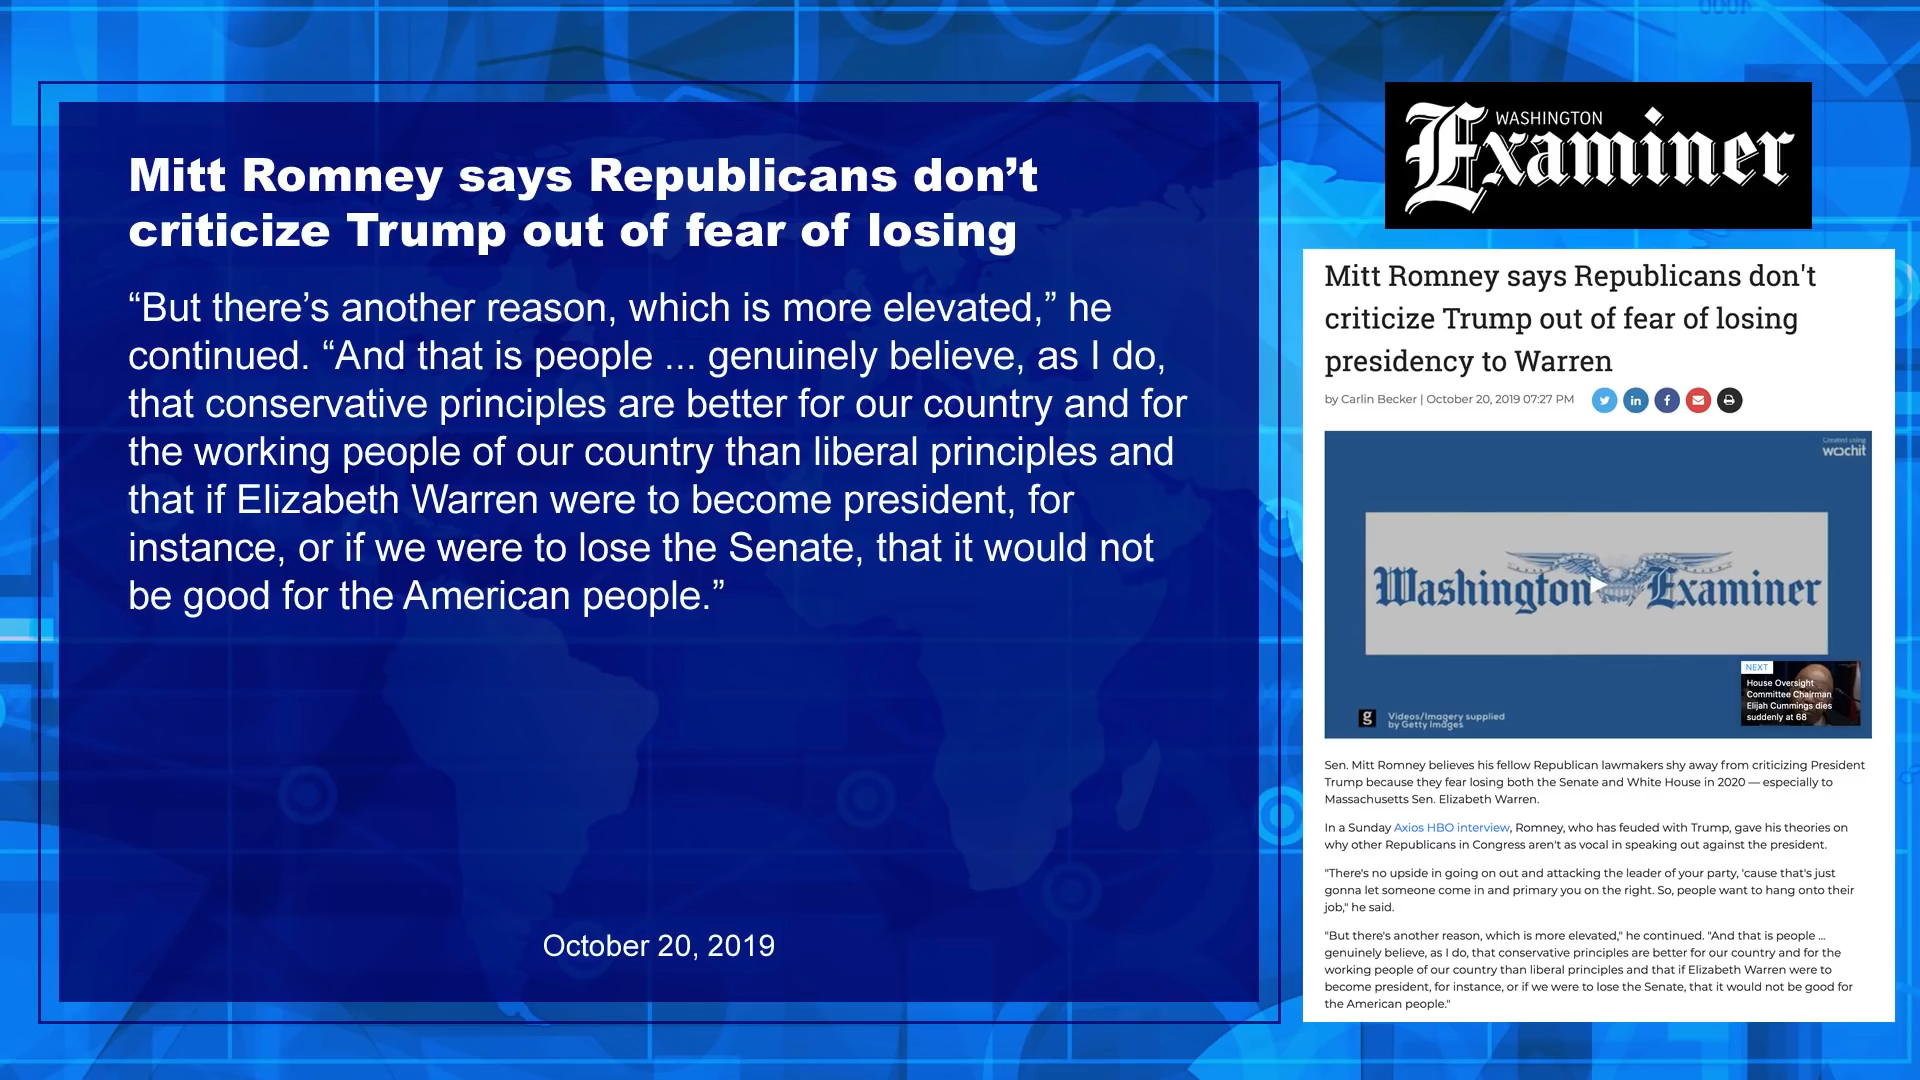 Mitt Romney says Republicans don’t
criticize Trump out of fear of losing
“But there’s another reason, which is more elevated,” he
continued. “And that is people ... genuinely believe, as I do,
that conservative principles are better for our country and for
the working people of our country than liberal principles and
that if Elizabeth Warren were to become president, for
instance, or if we were to lose the Senate, that it would not
be good for the American people.”
October 20, 2019
WASHINGTON
Examiner
Mitt Romney says Republicans don't
criticize Trump out of fear of losing
presidency to Warren
by Carlin Becker | October 20, 2019 07:27 PM
Created using
wochit
Washington Examiner
NEXT
House Oversight
Committee Chairman
Elijah Cummings dies
suddenly at 68
g
Videos/Imagery supplied
by Getty Images
Sen. Mitt Romney believes his fellow Republican lawmakers shy away from criticizing President
Trump because they fear losing both the Senate and White House in 2020 — especially to
Massachusetts Sen. Elizabeth Warren.
In a Sunday Axios HBO interview, Romney, who has feuded with Trump, gave his theories on
why other Republicans in Congress aren't as vocal in speaking out against the president.
"There's no upside in going on out and attacking the leader of your party, 'cause that's just
gonna let someone come in and primary you on the right. So, people want to hang onto their
job," he said.
"But there's another reason, which is more elevated," he continued. "And that is people ...
genuinely believe, as I do, that conservative principles are better for our country and for the
working people of our country than liberal principles and that if Elizabeth Warren were to
become president, for instance, or if we were to lose the Senate, that it would not be good for
the American people."